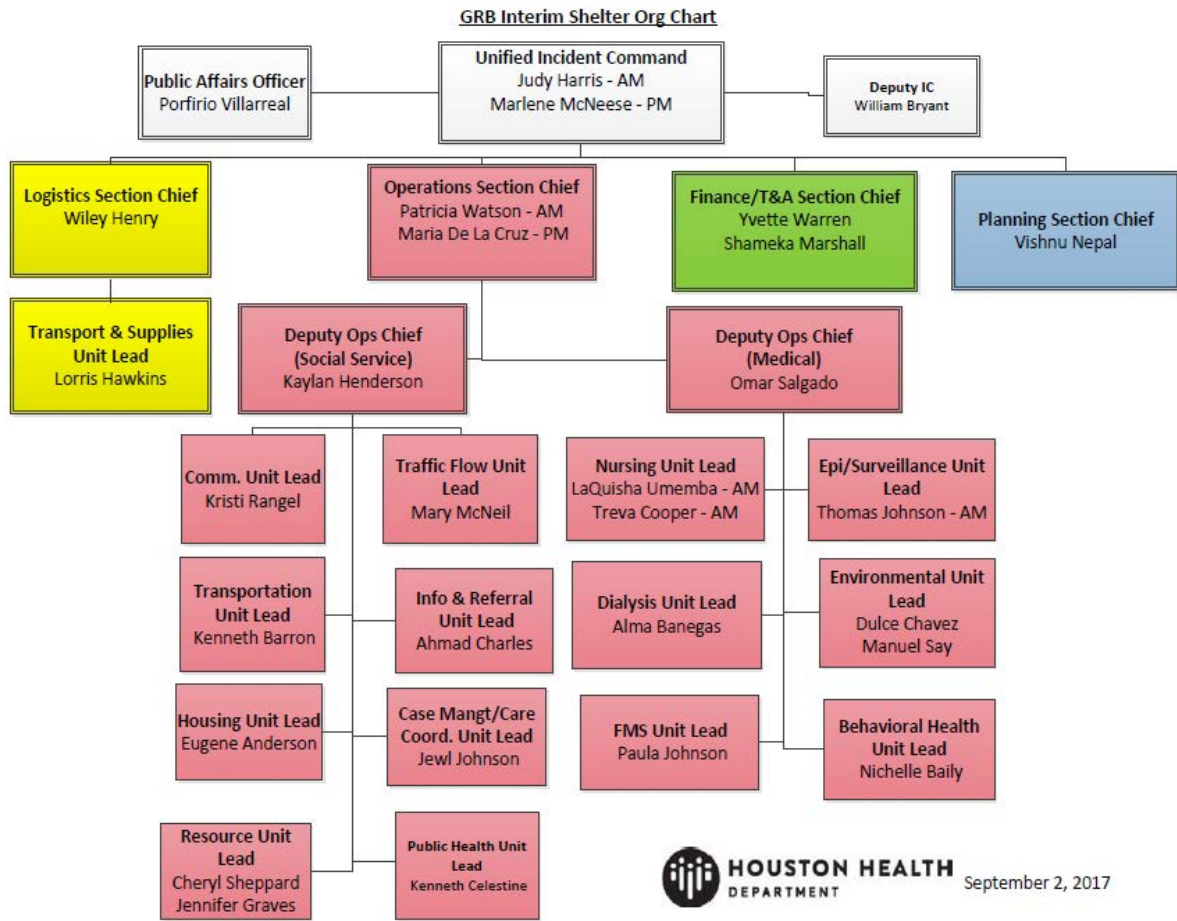 GRB Interim Shelter Org Chart
Unified Incident Command
Judy Harris - AM
Marlene McNeese - PM
Public Affairs Officer
Porfirio Villarreal
Deputy IC
William Bryant
Logistics Section Chief
Wiley Henry
Operations Section Chief
Patricia Watson - AM
Maria De La Cruz - PM
Finance/T&A Section Chief
Yvette Warren
Shameka Marshall
Planning Section Chief
Vishnu Nepal
Transport & Supplies
Unit Lead
Lorris Hawkins
Deputy Ops Chief
(Social Service)
Kaylan Henderson
Deputy Ops Chief
(Medical)
Omar Salgado
Comm. Unit Lead
Kristi Rangel
Traffic Flow Unit
Lead
Mary McNeil
Nursing Unit Lead
LaQuisha Umemba - AM
Treva Cooper - AM
Epi/Surveillance Unit
Lead
Thomas Johnson - AM
Transportation
Unit Lead
Kenneth Barron
Info & Referral
Unit Lead
Ahmad Charles
Dialysis Unit Lead
Alma Banegas
Environmental Unit
Lead
Dulce Chavez
Manuel Say
Housing Unit Lead
Eugene Anderson
Case Mangt/Care
Coord. Unit Lead
Jewl Johnson
FMS Unit Lead
Paula Johnson
Behavioral Health
Unit Lead
Nichelle Baily
Resource Unit
Lead
Cheryl Sheppard
Jennifer Graves
Public Health Unit
Lead
Kenneth Celestine
HOUSTON HEALTH
DEPARTMENT
September 2, 2017